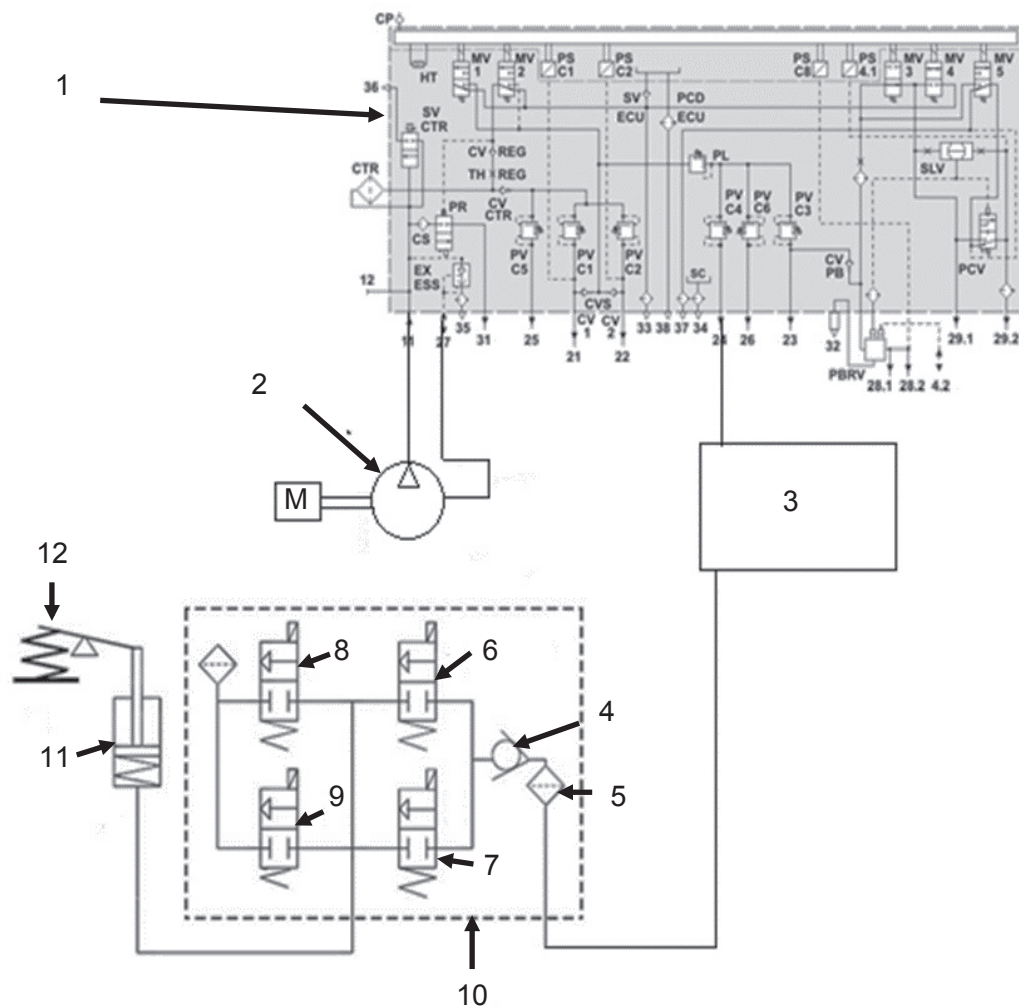 CP
HT
MV 1
MV 2
PS C1
PS C2
PS C8
PS 4.1
MV 3
MV 4
MV 5
1
36
SV CTR
SV
ECU
PCD
ECU
CV REG
TH REG
CTR
CV CTR
PL
SLV
PR
CS
PV C4
PV C6
PV C3
PV C5
PV C1
PV C2
CV PB
PCV
EX ESS
12
SC
CVS
CV 1
CV 2
11
27
35
31
25
21
22
33
38
37
34
24
26
23
32
PBRV
28.1
28.2
4.2
29.1
29.2
2
M
3
12
8
6
4
11
9
5
7
10